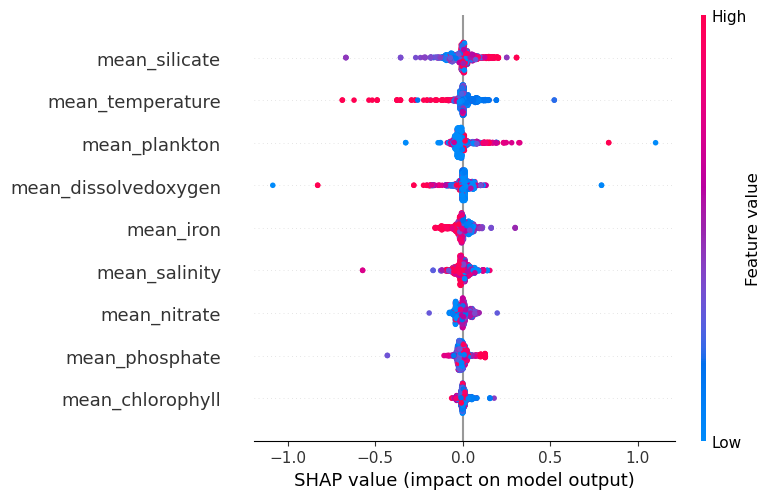 High
mean_silicate
mean_temperature
mean_plankton
mean_dissolvedoxygen
mean_iron
mean_salinity
mean_nitrate
mean_phosphate
mean_chlorophyll
Feature value
Low
−1.0 −0.5 0.0 0.5 1.0
SHAP value (impact on model output)